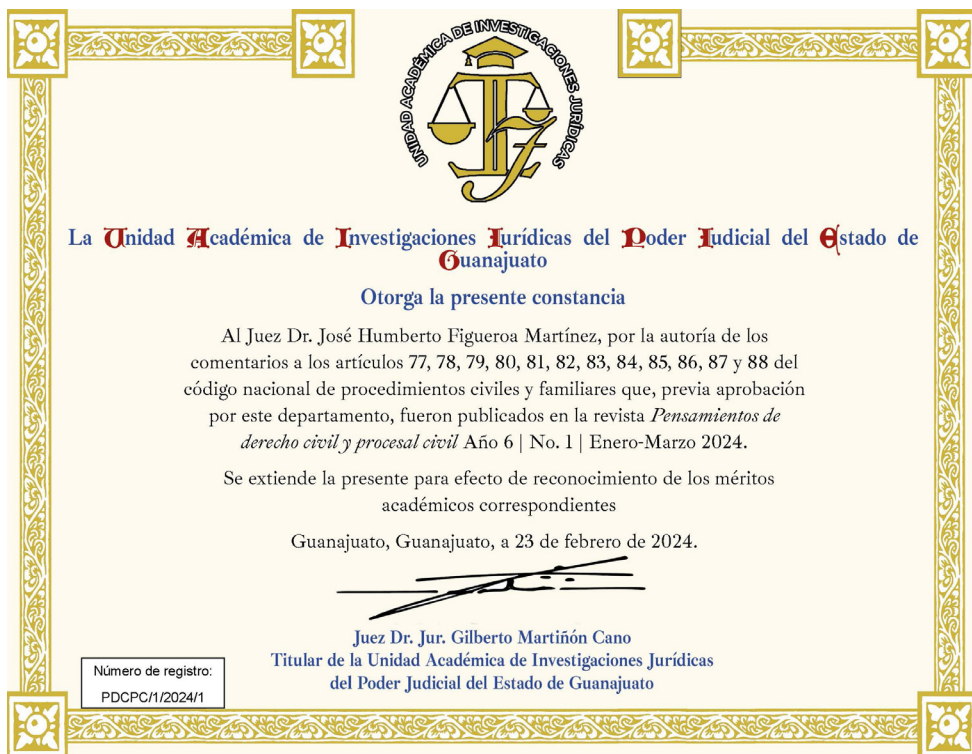 UNIDAD ACADÉMICA DE INVESTIGACIONES JURÍDICAS
La Unidad Académica de Investigaciones Jurídicas del Poder Judicial del Estado de
Guanajuato
Otorga la presente constancia
Al Juez Dr. José Humberto Figueroa Martínez, por la autoría de los
comentarios a los artículos 77, 78, 79, 80, 81, 82, 83, 84, 85, 86, 87 y 88 del
código nacional de procedimientos civiles y familiares que, previa aprobación
por este departamento, fueron publicados en la revista Pensamientos de
derecho civil y procesal civil Año 6 | No. 1 | Enero-Marzo 2024.
Se extiende la presente para efecto de reconocimiento de los méritos
académicos correspondientes
Guanajuato, Guanajuato, a 23 de febrero de 2024.
Juez Dr. Jur. Gilberto Martiñón Cano
Titular de la Unidad Académica de Investigaciones Jurídicas
del Poder Judicial del Estado de Guanajuato
Número de registro:
PDCPC/1/2024/1